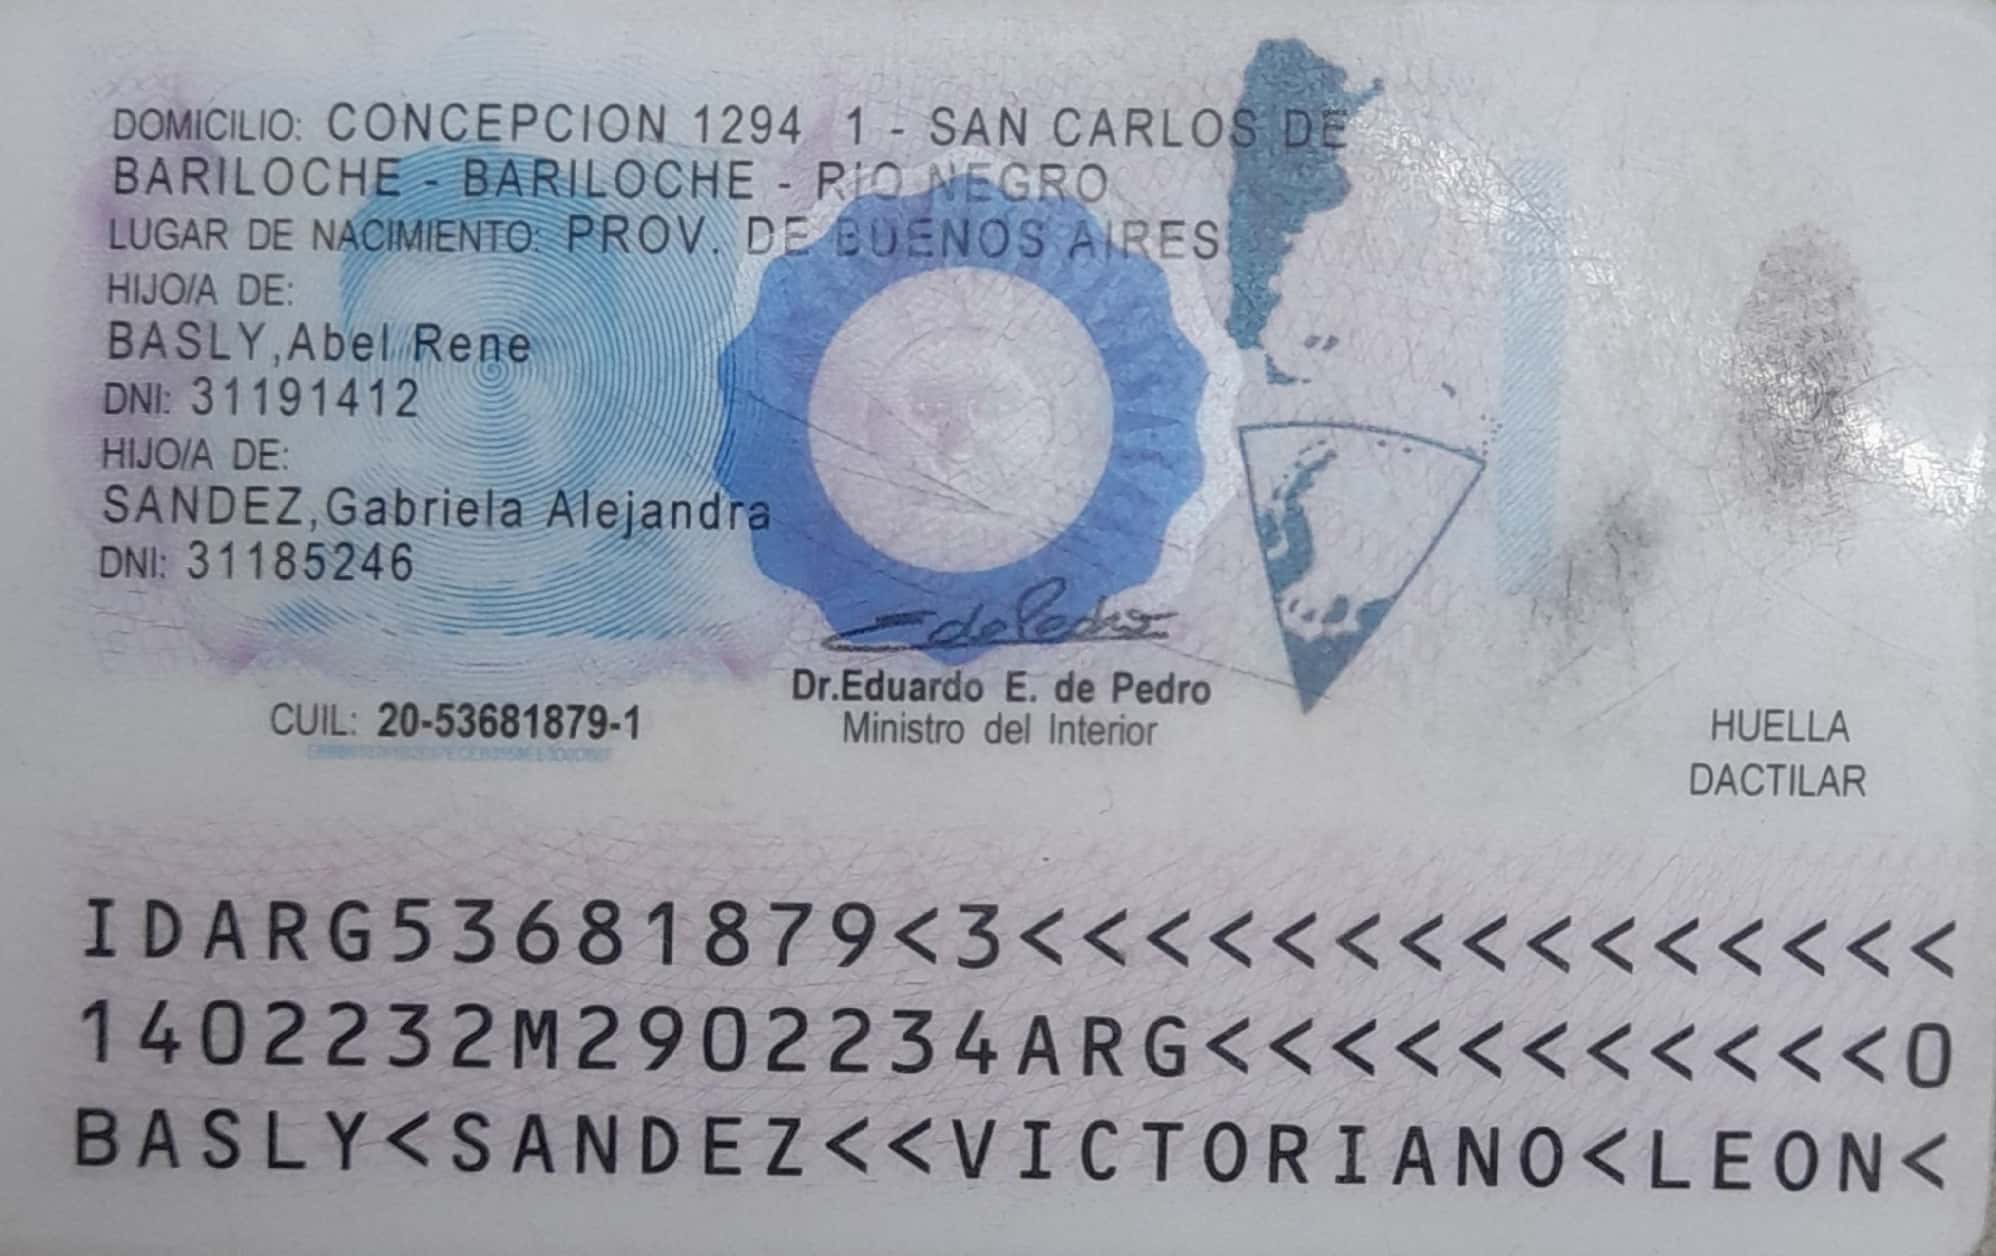 DOMICILIO: CONCEPCION 1294 1 - SAN CARLOS DE
BARILOCHE - BARILOCHE - RIO NEGRO
LUGAR DE NACIMIENTO: PROV. DE BUENOS AIRES
HIJO/A DE:
BASLY,Abel Rene
DNI: 31191412
HIJO/A DE:
SANDEZ,Gabriela Alejandra
DNI: 31185246
E de Pedro
Dr.Eduardo E. de Pedro
Ministro del Interior
CUIL: 20-53681879-1
HUELLA
DACTILAR
IDARG53681879<3<<<<<<<<<<<<<<<
1402232M2902234ARG<<<<<<<<<<<0
BASLY<SANDEZ<<VICTORIANO<LEON<